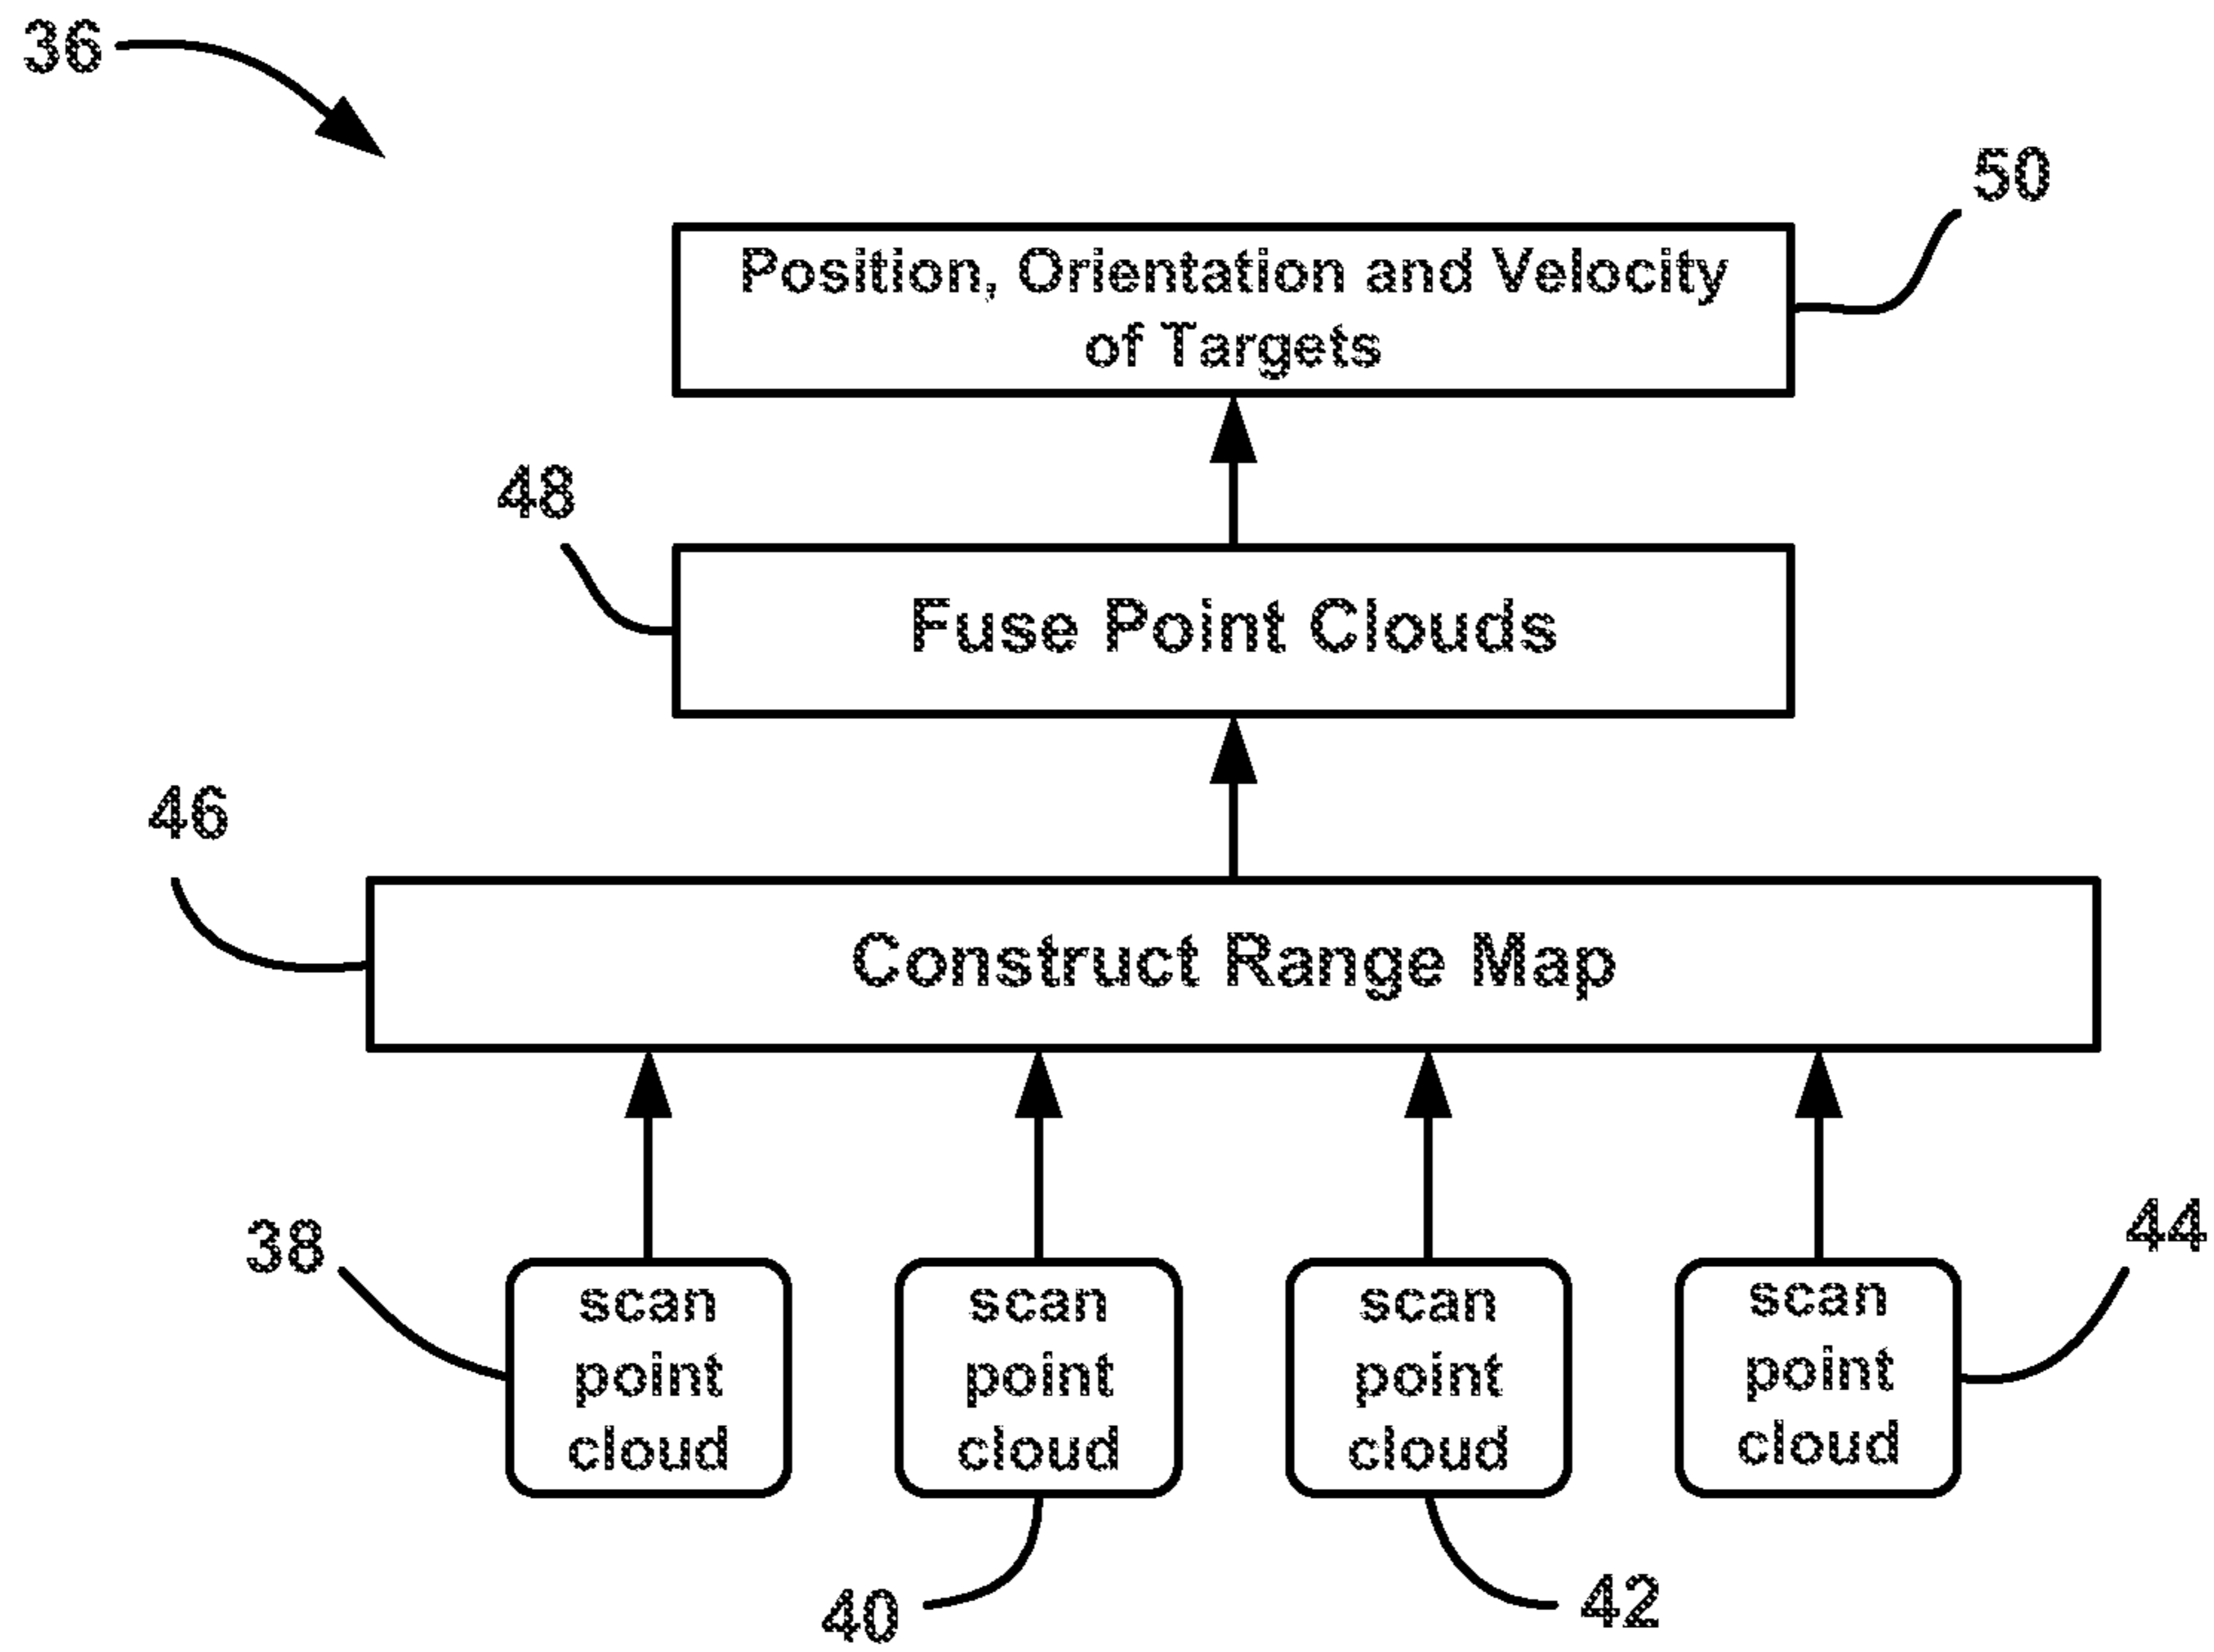 36
50
Position, Orientation and Velocity
of Targets
48
Fuse Point Clouds
46
Construct Range Map
38
44
scan
point
cloud
scan
point
cloud
scan
point
cloud
scan
point
cloud
40
42